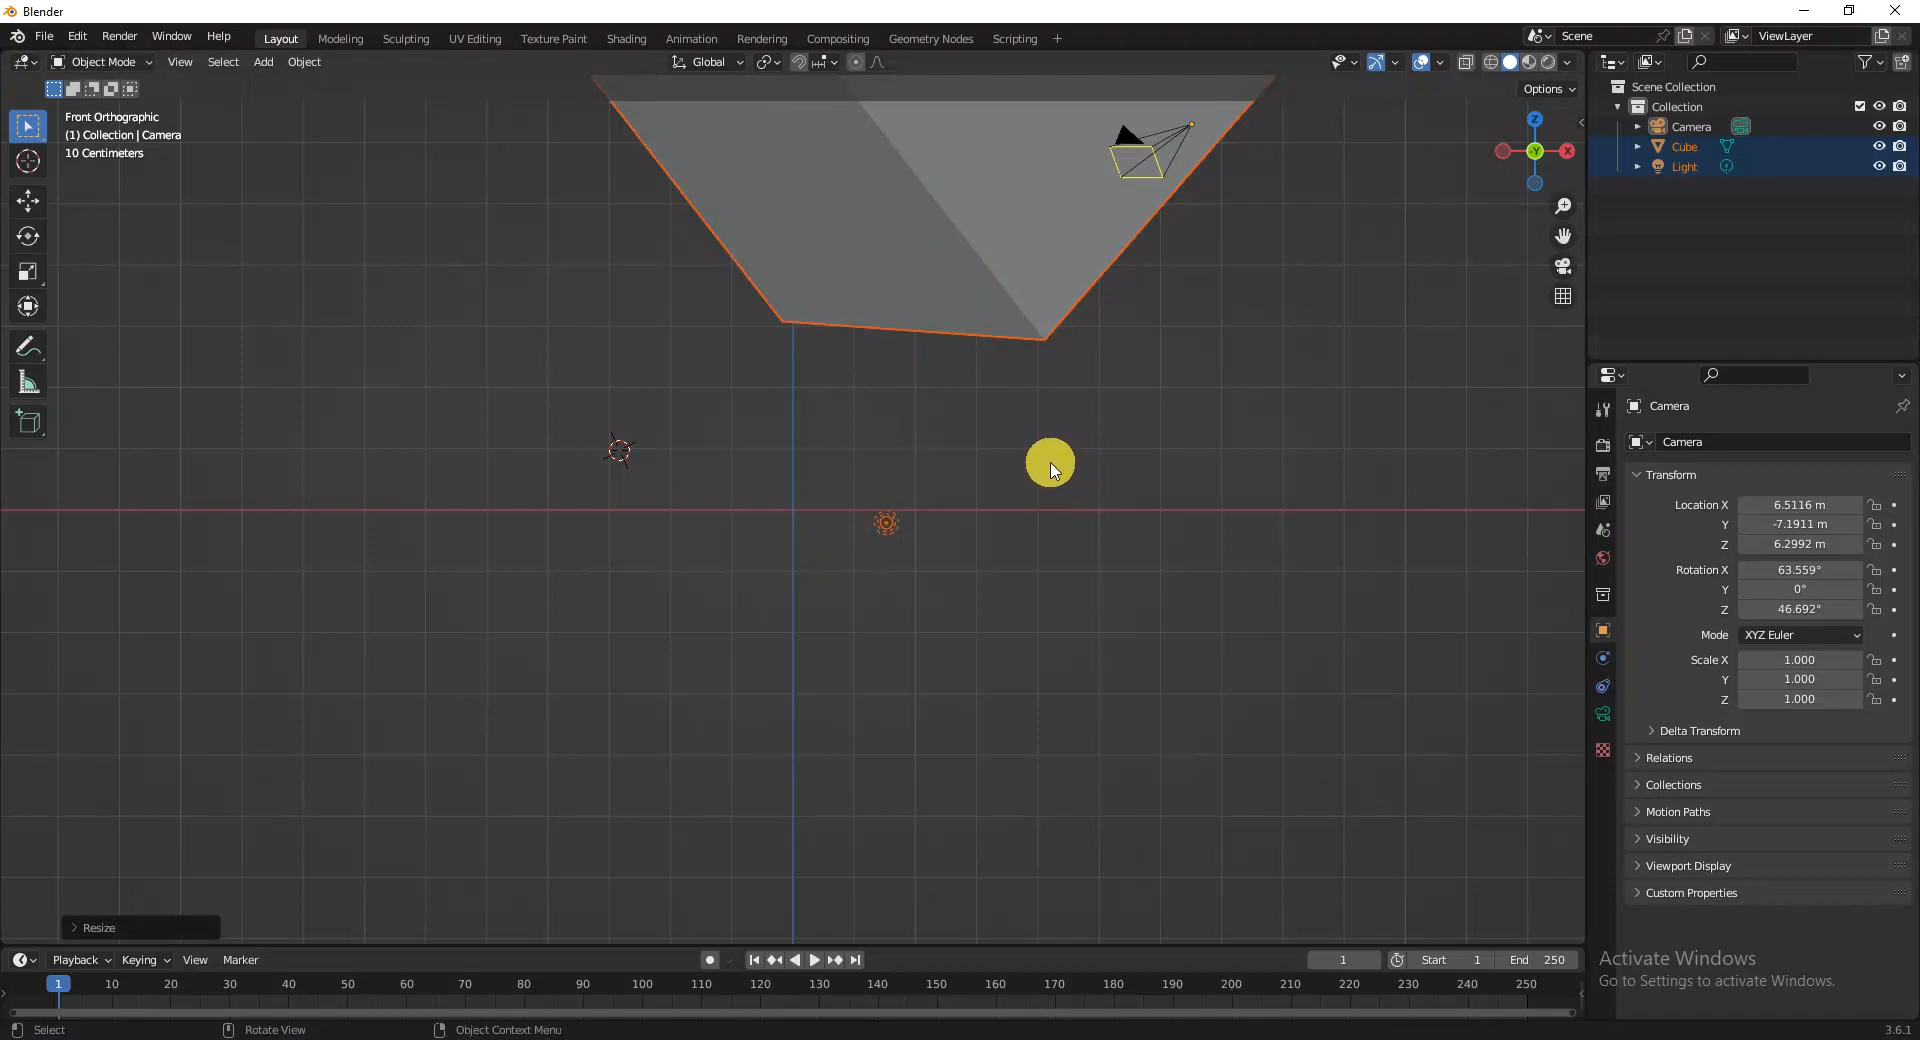 Blender
File Edit Render Window Help Layout Modeling Sculpting UV Editing Texture Paint Shading Animation Rendering Compositing Geometry Nodes Scripting + Scene ViewLayer
Object Mode View Select Add Object Global
Options
Front Orthographic
(1) Collection | Camera
10 Centimeters
Z
-Y
X
Scene Collection
Collection
Camera
Cube
Light
Camera
Camera
Transform
Location X 6.5116 m
Y -7.1911 m
Z 6.2992 m
Rotation X 63.559°
Y 0°
Z 46.692°
Mode XYZ Euler
Scale X 1.000
Y 1.000
Z 1.000
Delta Transform
Relations
Collections
Motion Paths
Visibility
Viewport Display
Custom Properties
Resize
Activate Windows
Go to Settings to activate Windows.
Playback Keying View Marker 1 Start 1 End 250
1 10 20 30 40 50 60 70 80 90 100 110 120 130 140 150 160 170 180 190 200 210 220 230 240 250
Select Rotate View Object Context Menu 3.6.1